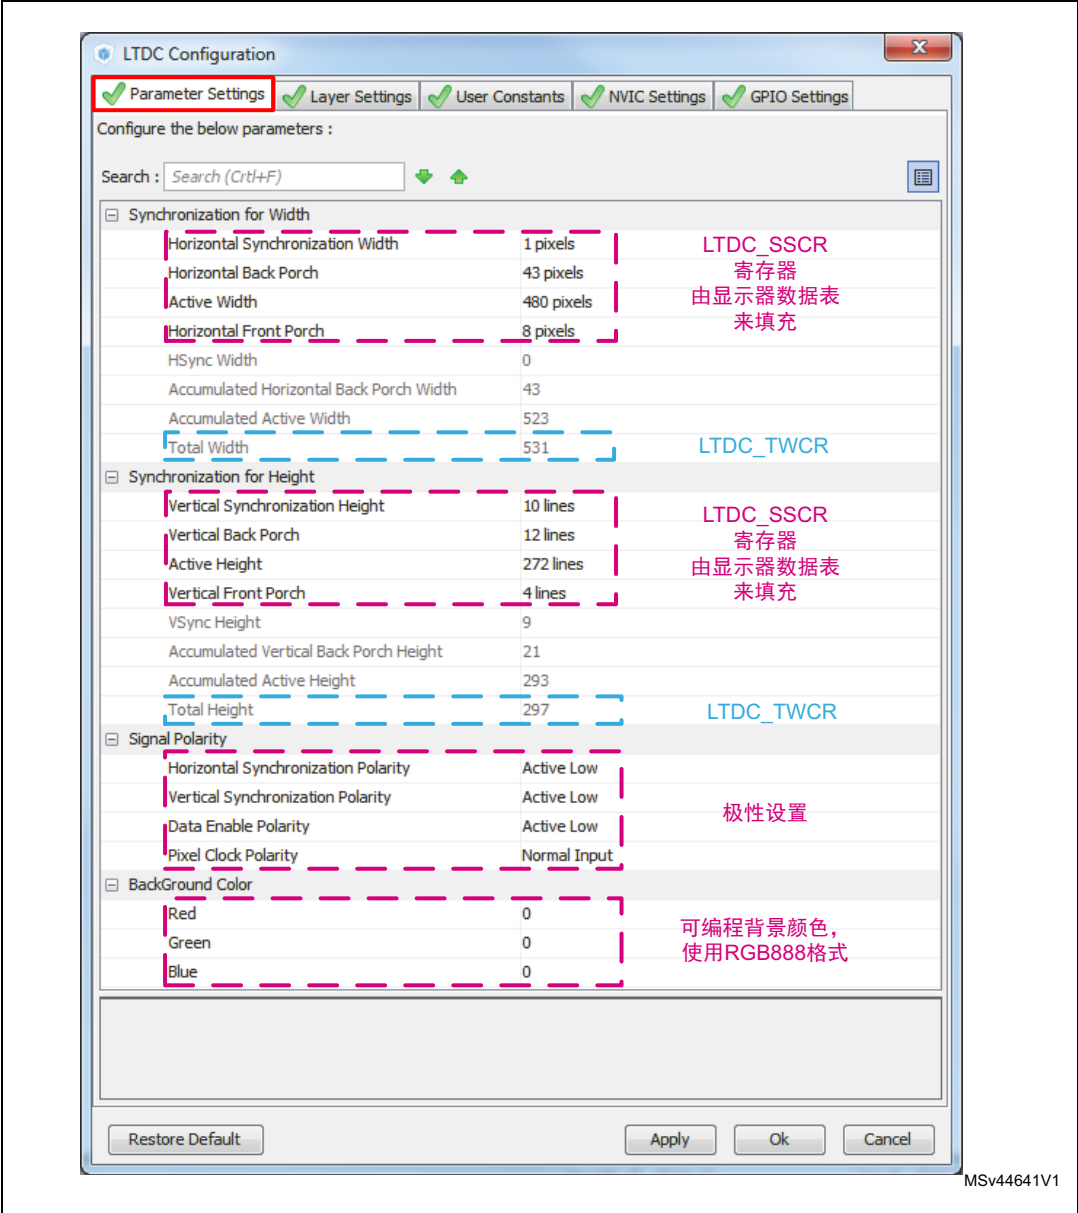 LTDC Configuration
Parameter Settings Layer Settings User Constants NVIC Settings GPIO Settings
Configure the below parameters :
Search : Search (Crtl+F)
Synchronization for Width
Horizontal Synchronization Width 1 pixels
Horizontal Back Porch 43 pixels
Active Width 480 pixels
Horizontal Front Porch 8 pixels
LTDC_SSCR
寄存器
由显示器数据表
来填充
HSync Width 0
Accumulated Horizontal Back Porch Width 43
Accumulated Active Width 523
Total Width 531 LTDC_TWCR
Synchronization for Height
Vertical Synchronization Height 10 lines
Vertical Back Porch 12 lines
Active Height 272 lines
Vertical Front Porch 4 lines
LTDC_SSCR
寄存器
由显示器数据表
来填充
VSync Height 9
Accumulated Vertical Back Porch Height 21
Accumulated Active Height 293
Total Height 297 LTDC_TWCR
Signal Polarity
Horizontal Synchronization Polarity Active Low
Vertical Synchronization Polarity Active Low
Data Enable Polarity Active Low
Pixel Clock Polarity Normal Input
极性设置
BackGround Color
Red 0
Green 0
Blue 0
可编程背景颜色,
使用RGB888格式
Restore Default Apply Ok Cancel
MSv44641V1